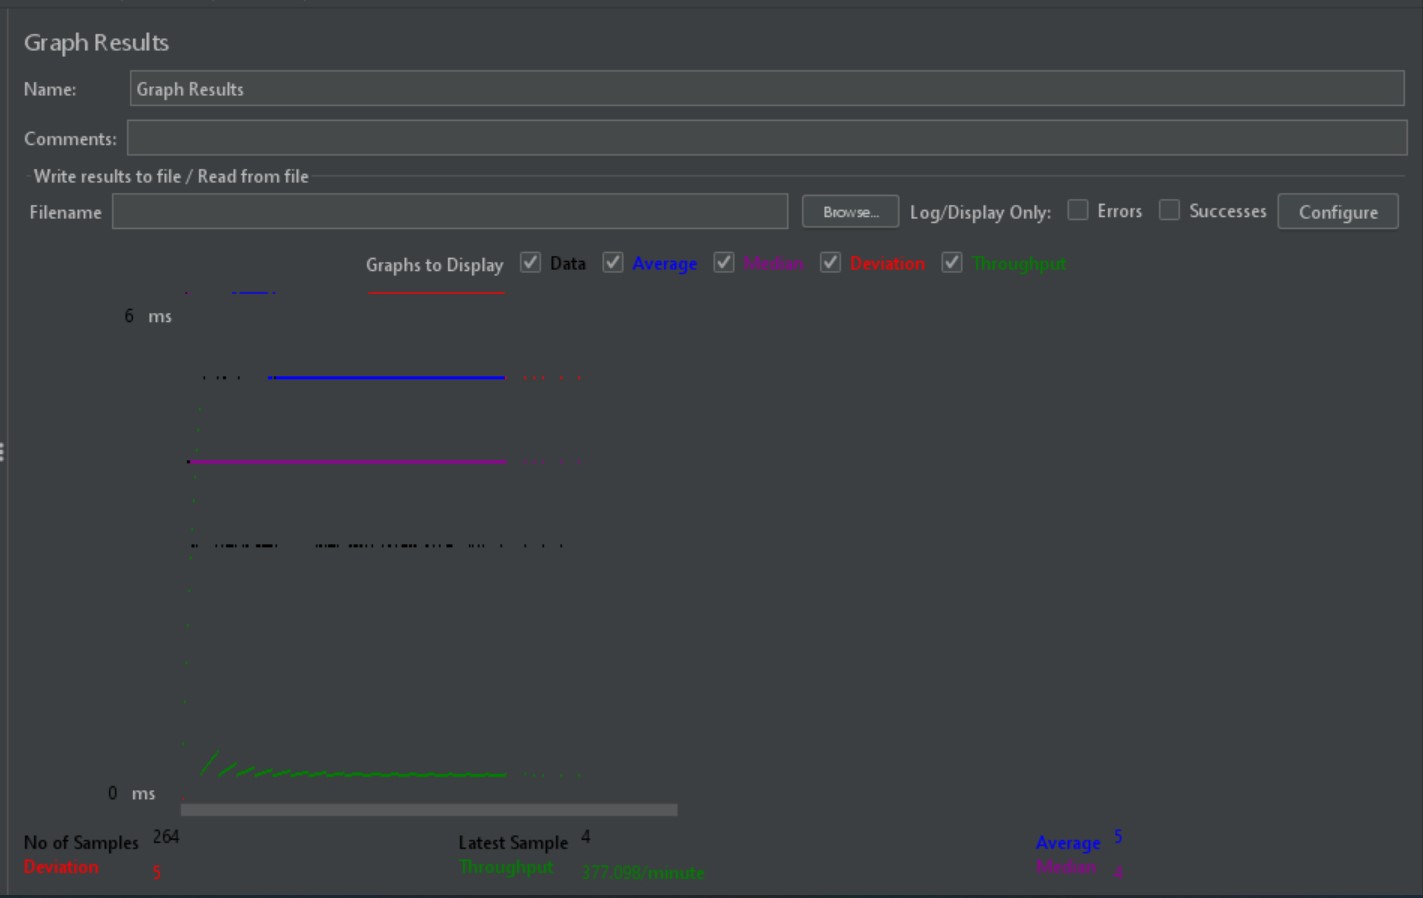 Graph Results
Name: Graph Results
Comments:
Write results to file / Read from file
Filename Browse... Log/Display Only: Errors Successes Configure
Graphs to Display Data Average Median Deviation Throughput
6 ms
0 ms
No of Samples 264 Latest Sample 4 Average 5
Deviation 5 Throughput 377.098/minute Median 4